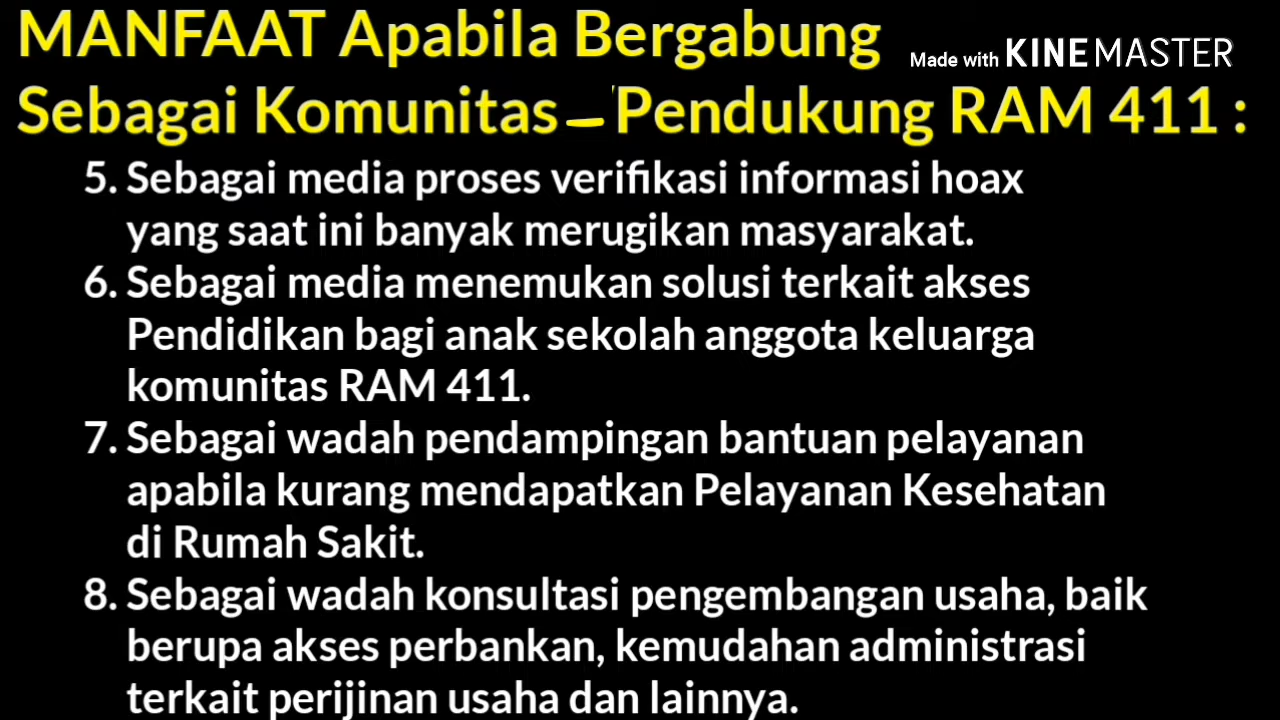 MANFAAT Apabila Bergabung
Made with KINEMASTER
Sebagai Komunitas - Pendukung RAM 411 :
5. Sebagai media proses verifikasi informasi hoax
yang saat ini banyak merugikan masyarakat.
6. Sebagai media menemukan solusi terkait akses
Pendidikan bagi anak sekolah anggota keluarga
komunitas RAM 411.
7. Sebagai wadah pendampingan bantuan pelayanan
apabila kurang mendapatkan Pelayanan Kesehatan
di Rumah Sakit.
8. Sebagai wadah konsultasi pengembangan usaha, baik
berupa akses perbankan, kemudahan administrasi
terkait perijinan usaha dan lainnya.